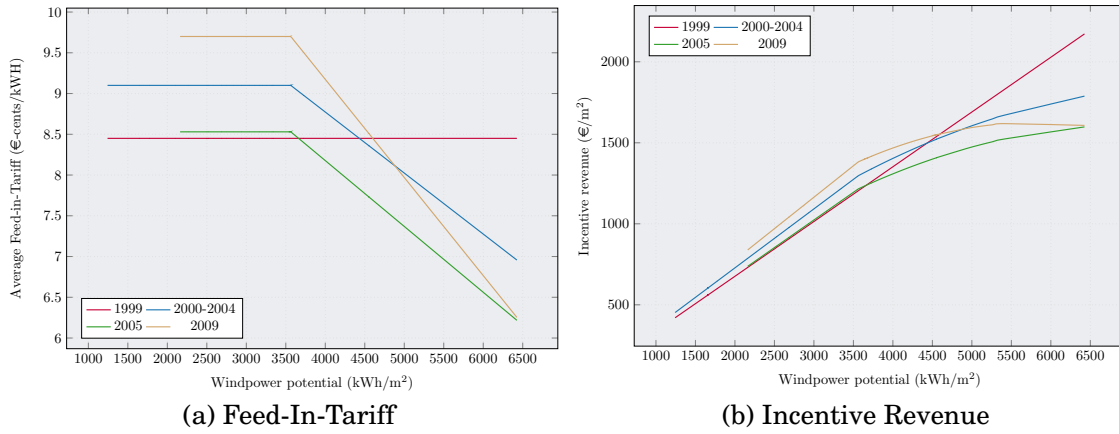 10
9.5
9
8.5
8
7.5
7
6.5
6
Average Feed-in-Tariff (€-cents/kWH)
1999 2000-2004
2005 2009
1000 1500 2000 2500 3000 3500 4000 4500 5000 5500 6000 6500
Windpower potential (kWh/m²)
(a) Feed-In-Tariff
2000
1500
1000
500
Incentive revenue (€/m²)
1999 2000-2004
2005 2009
1000 1500 2000 2500 3000 3500 4000 4500 5000 5500 6000 6500
Windpower potential (kWh/m²)
(b) Incentive Revenue